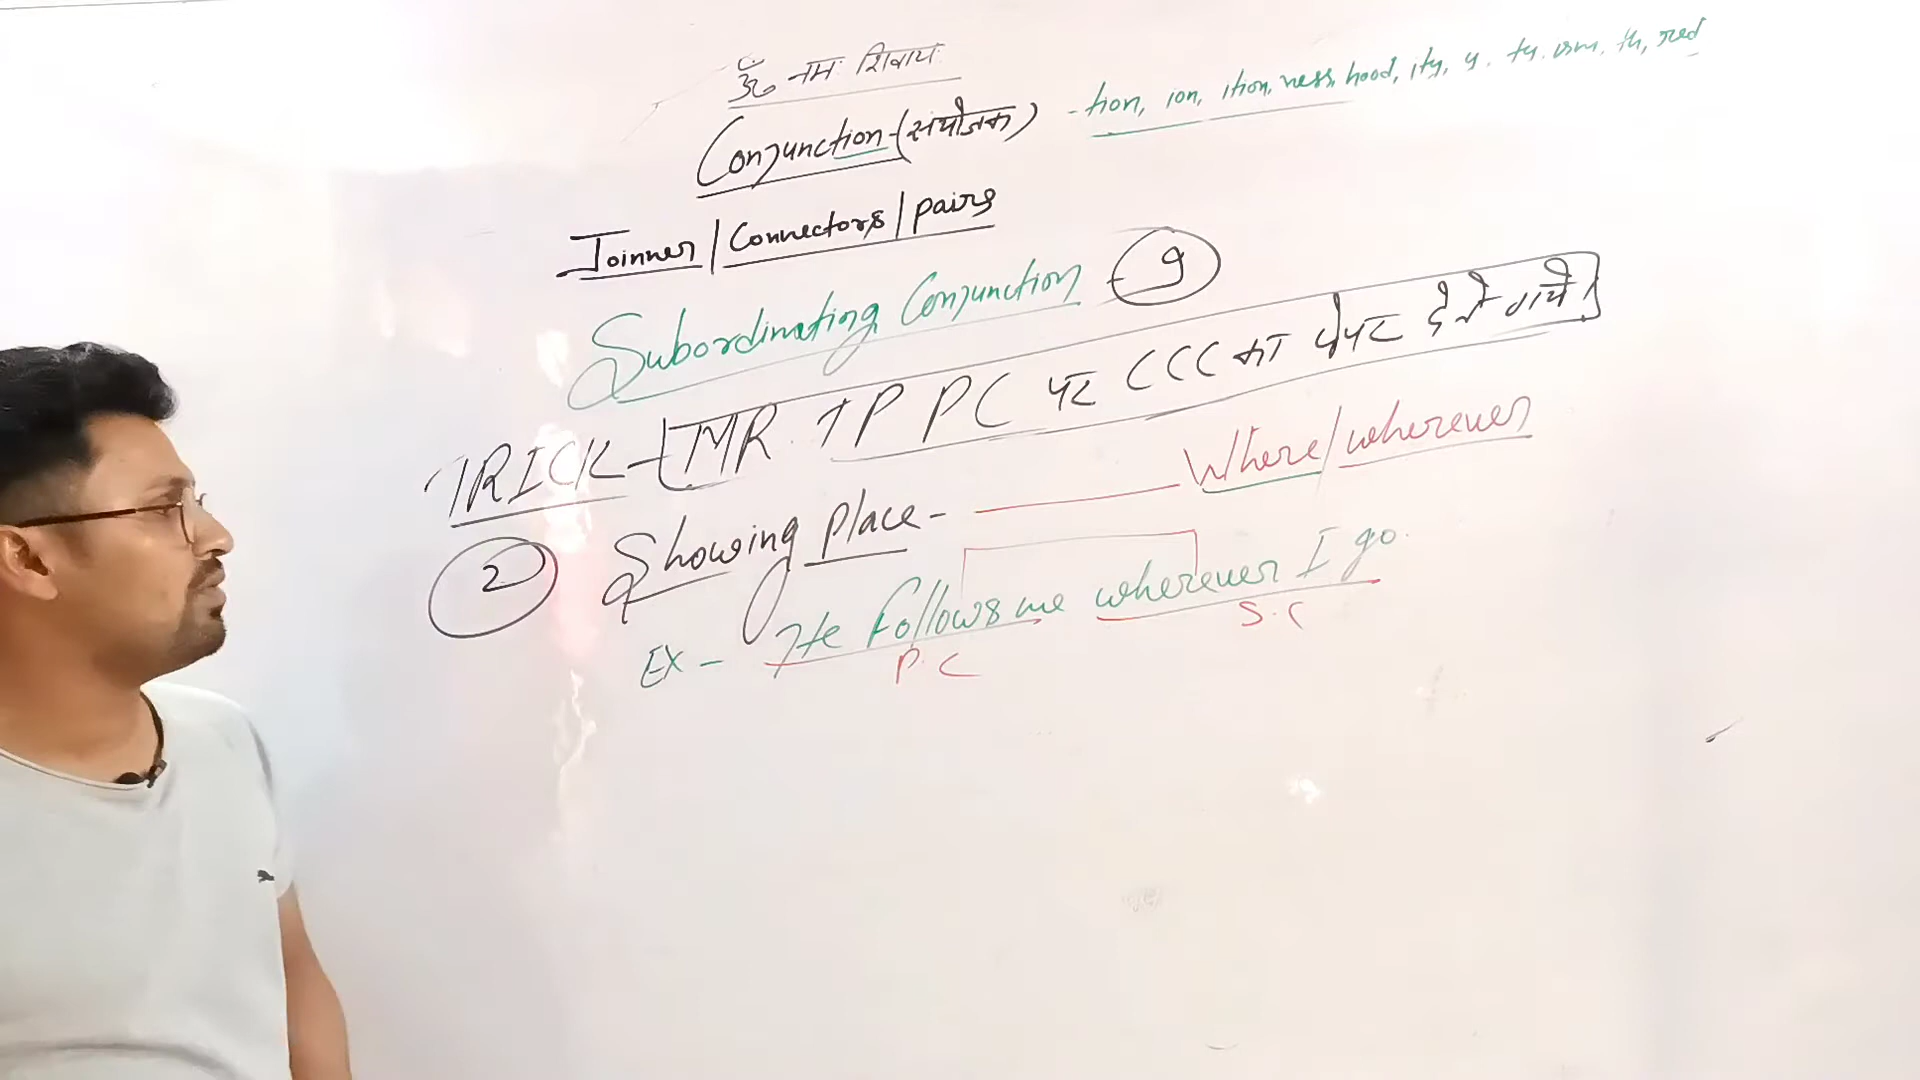 ॐ नमः शिवाय
Conjunction-(संयोजक) - tion, ion, ition, ness, hood, ity, y, ty, ism, th, red
Joinner/Connectors/pairs
Subordinating Conjunction - 9
TRICK - [MR. TP PC पर CCC का पेपर देने गये।]
② Showing place - Where/wherever
Ex - He follows me wherever I go.
P.C S.C